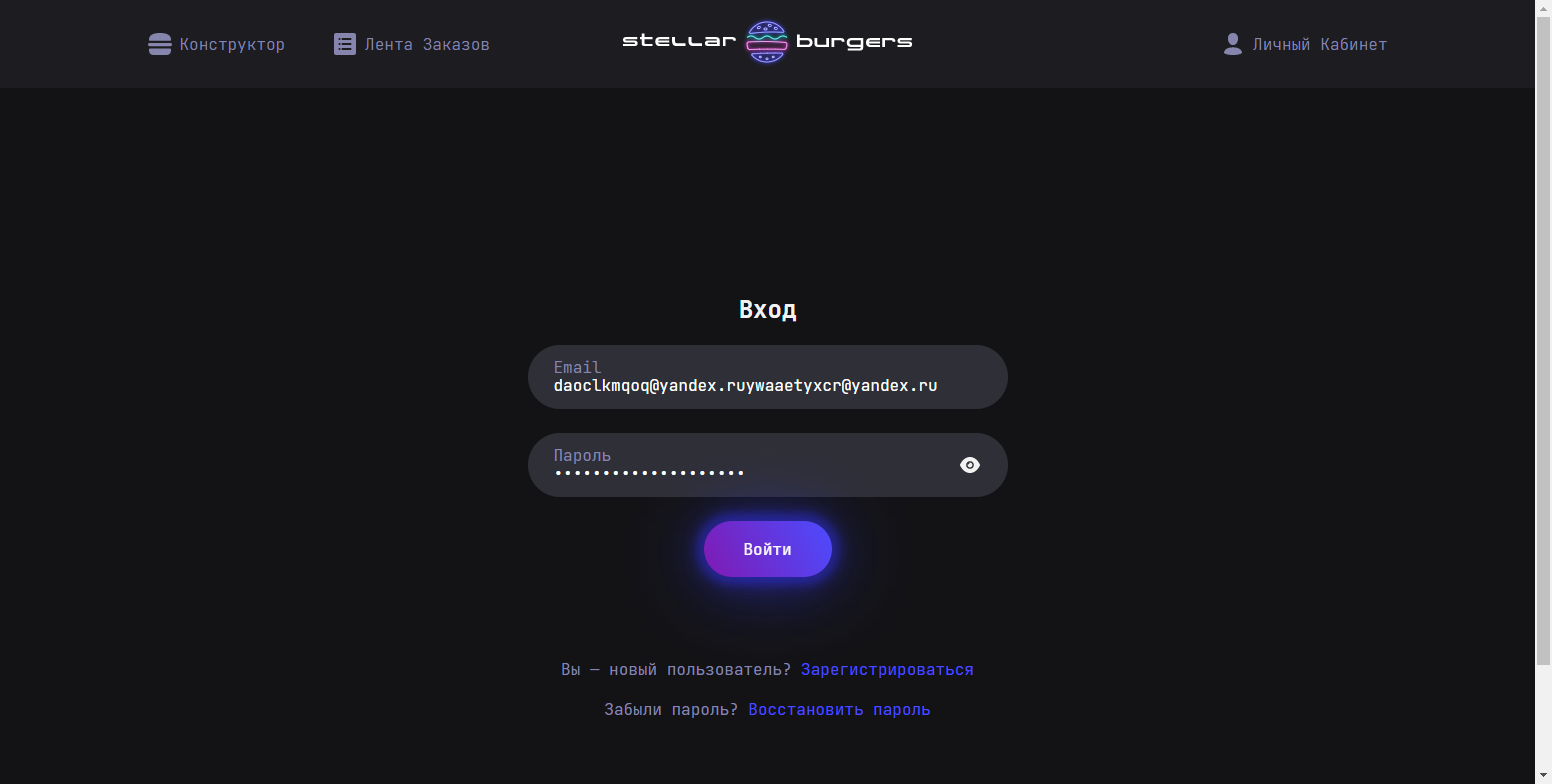 Конструктор
Лента Заказов
stellar burgers
Личный Кабинет
Вход
Email
daoclkmqoq@yandex.ruywaaetyxcr@yandex.ru
Пароль
••••••••••••••••••••
Войти
Вы — новый пользователь? Зарегистрироваться
Забыли пароль? Восстановить пароль